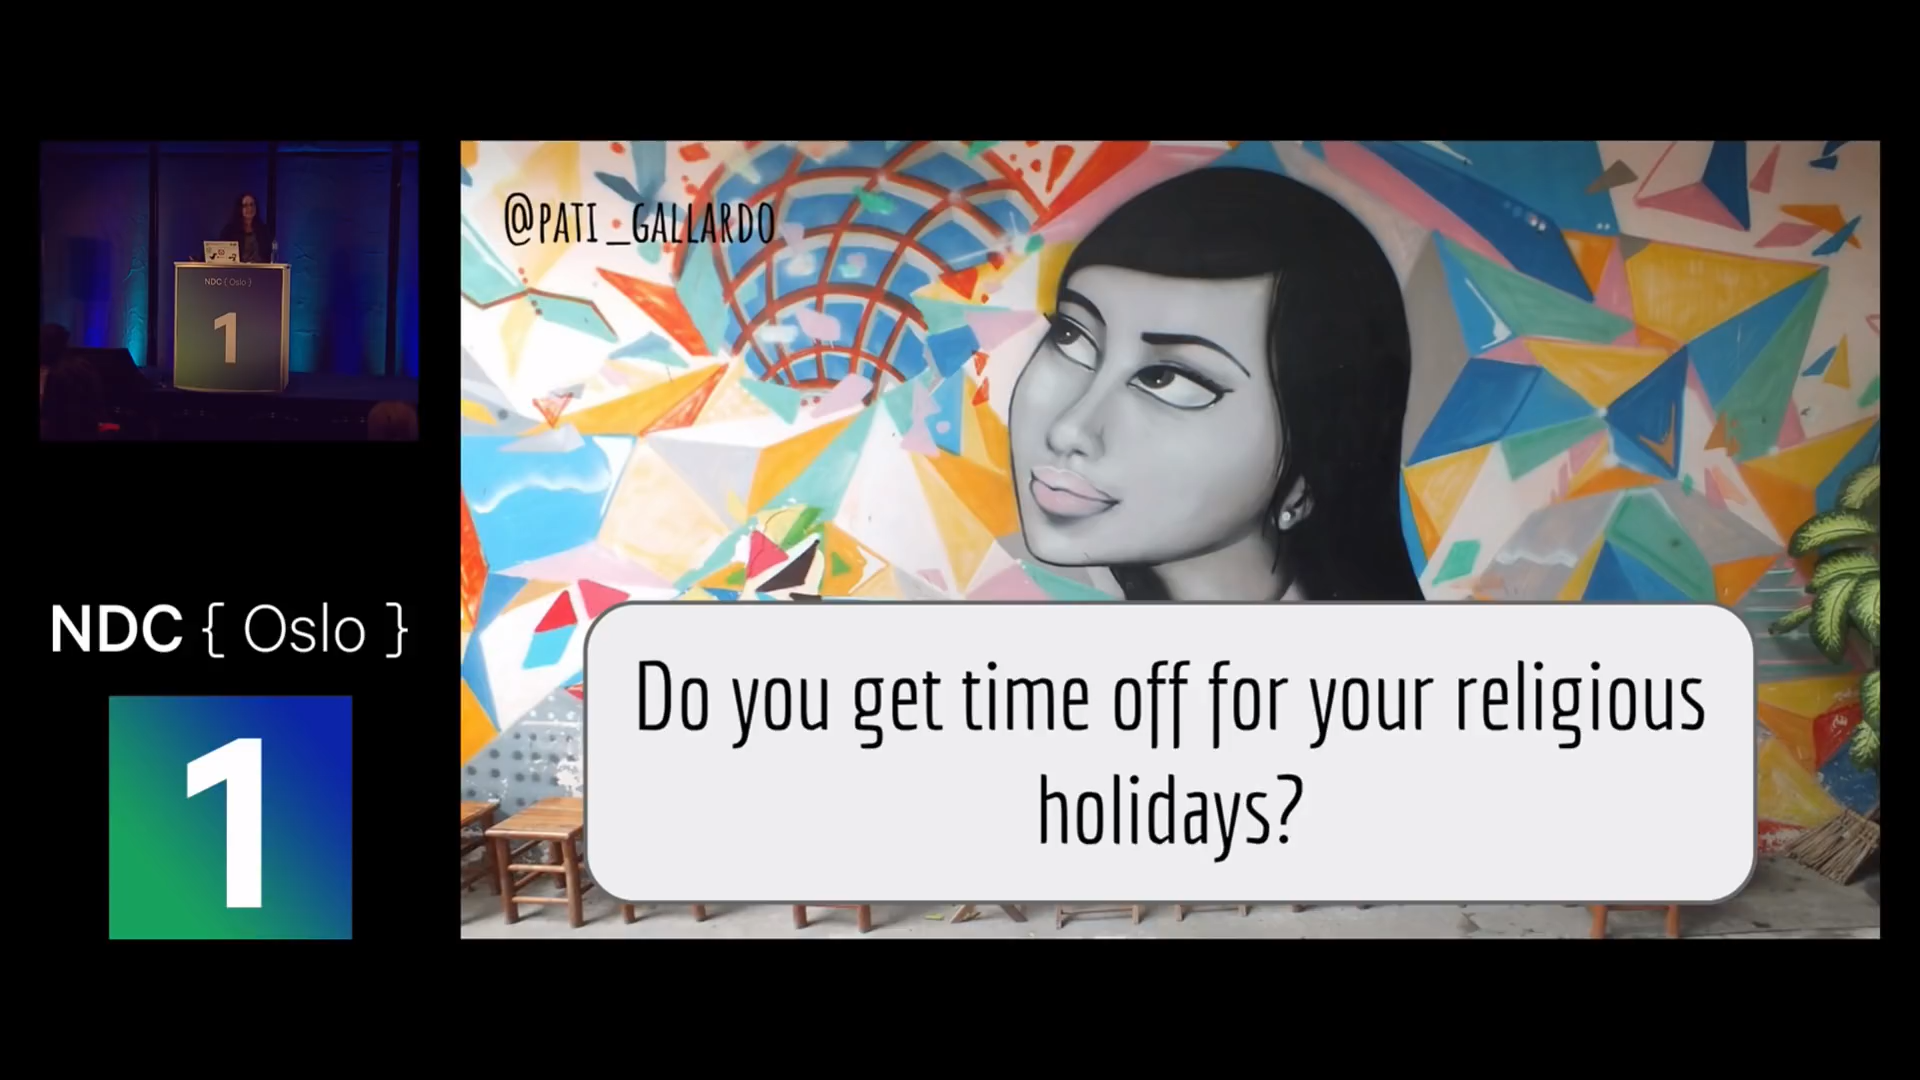 @PATI_GALLARDO
NDC { Oslo }
1
NDC { Oslo }
1
Do you get time off for your religious
holidays?